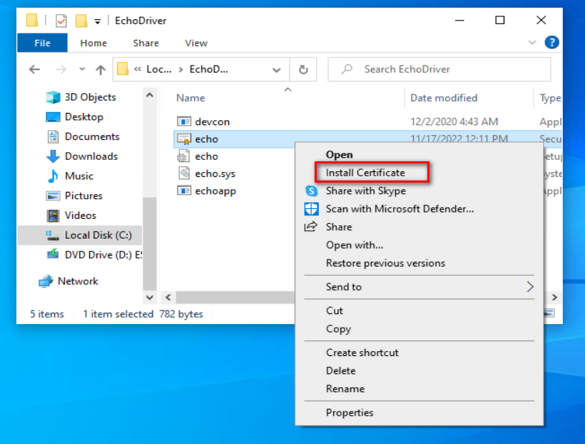 EchoDriver
File
Home
Share
View
« Loc... › EchoD...
Search EchoDriver
3D Objects
Desktop
Documents
Downloads
Music
Pictures
Videos
Local Disk (C:)
DVD Drive (D:)
Network
Name
Date modified
Type
devcon
12/2/2020 4:43 AM
Appl
echo
11/17/2022 12:11 PM
Secu
echo
echo.sys
echoapp
Open
Install Certificate
Share with Skype
Scan with Microsoft Defender...
Share
Open with...
Restore previous versions
Send to
Cut
Copy
Create shortcut
Delete
Rename
Properties
5 items
1 item selected 782 bytes